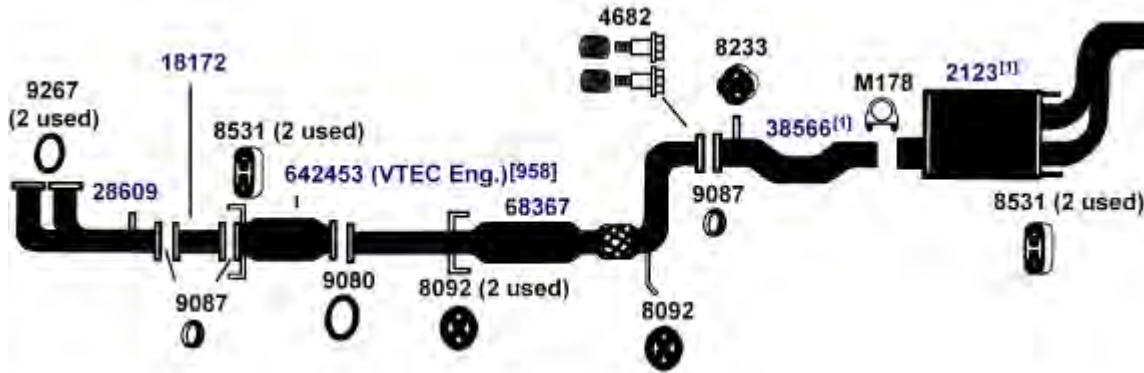 4682
8233
18172
M178
2123[1]
9267
(2 used)
8531 (2 used)
38566[1]
28609
642453 (VTEC Eng.)[958]
68367
9087
8531 (2 used)
9087
9080
8092 (2 used)
8092